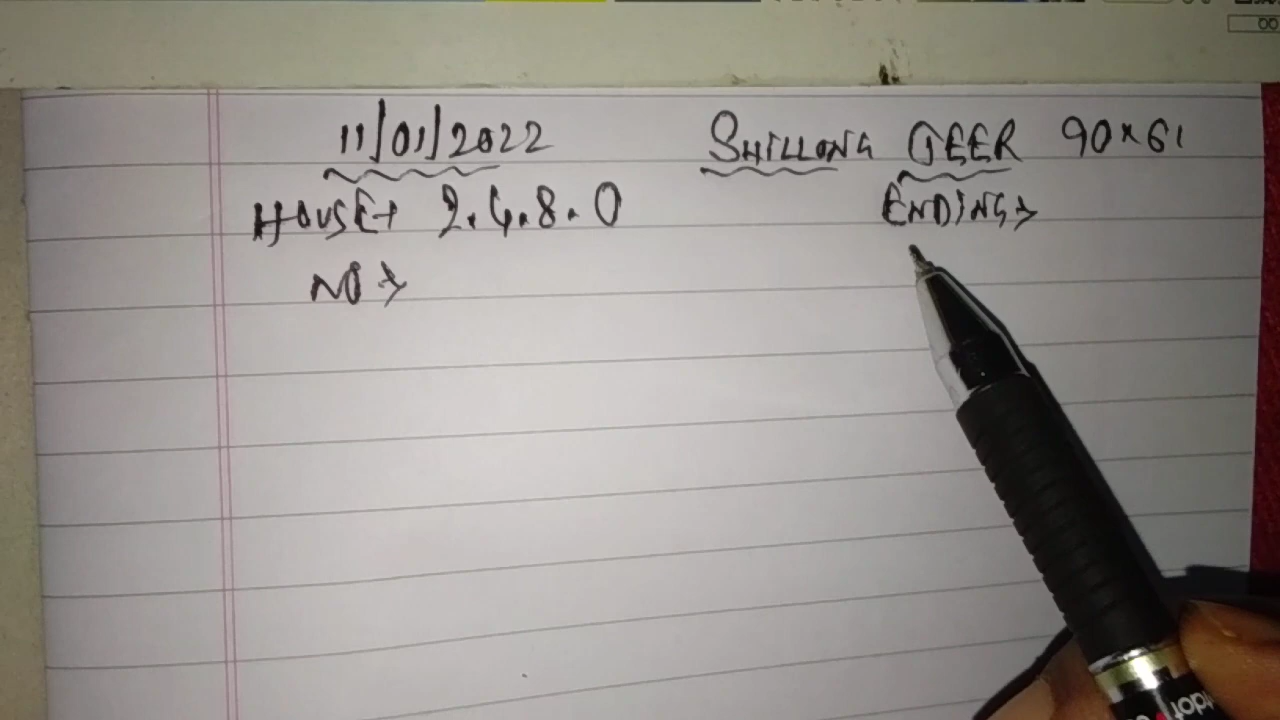 11/01/2022 SHILLONG TEER 90×61
HOUSE→ 2.4.8.0 ENDING→
NO→